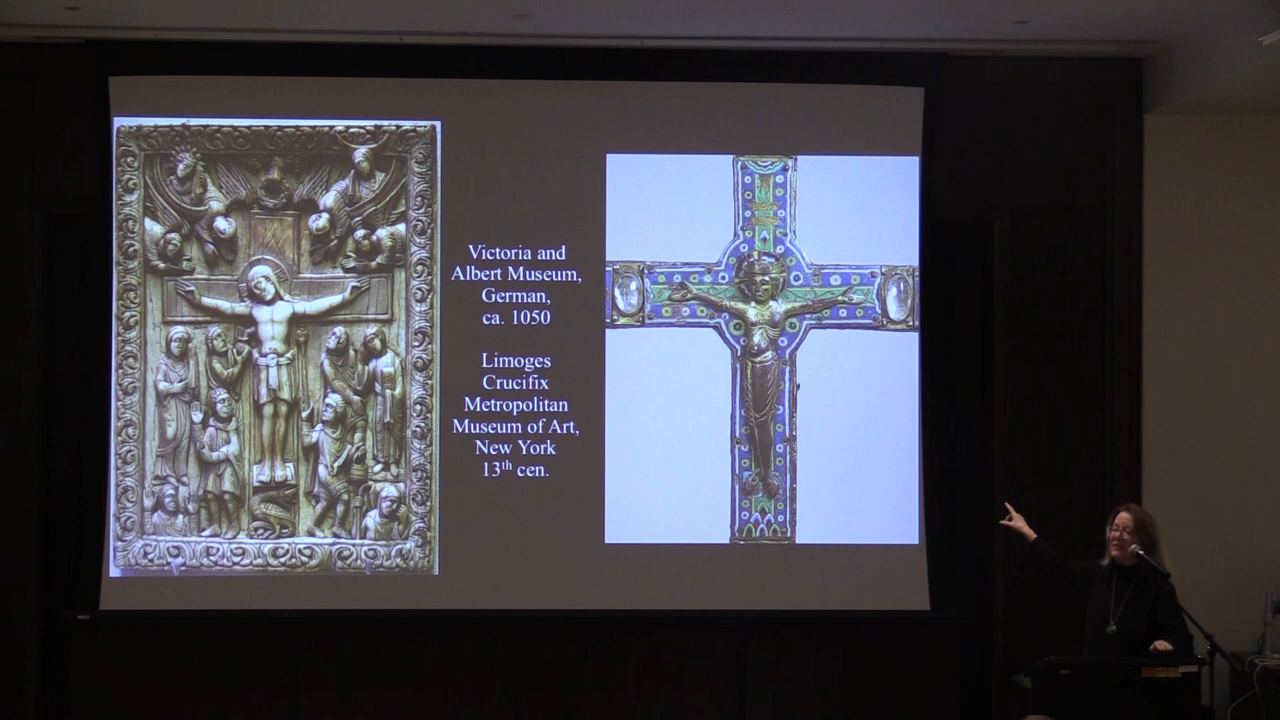 Victoria and
Albert Museum,
German,
ca. 1050
Limoges
Crucifix
Metropolitan
Museum of Art,
New York
13th cen.